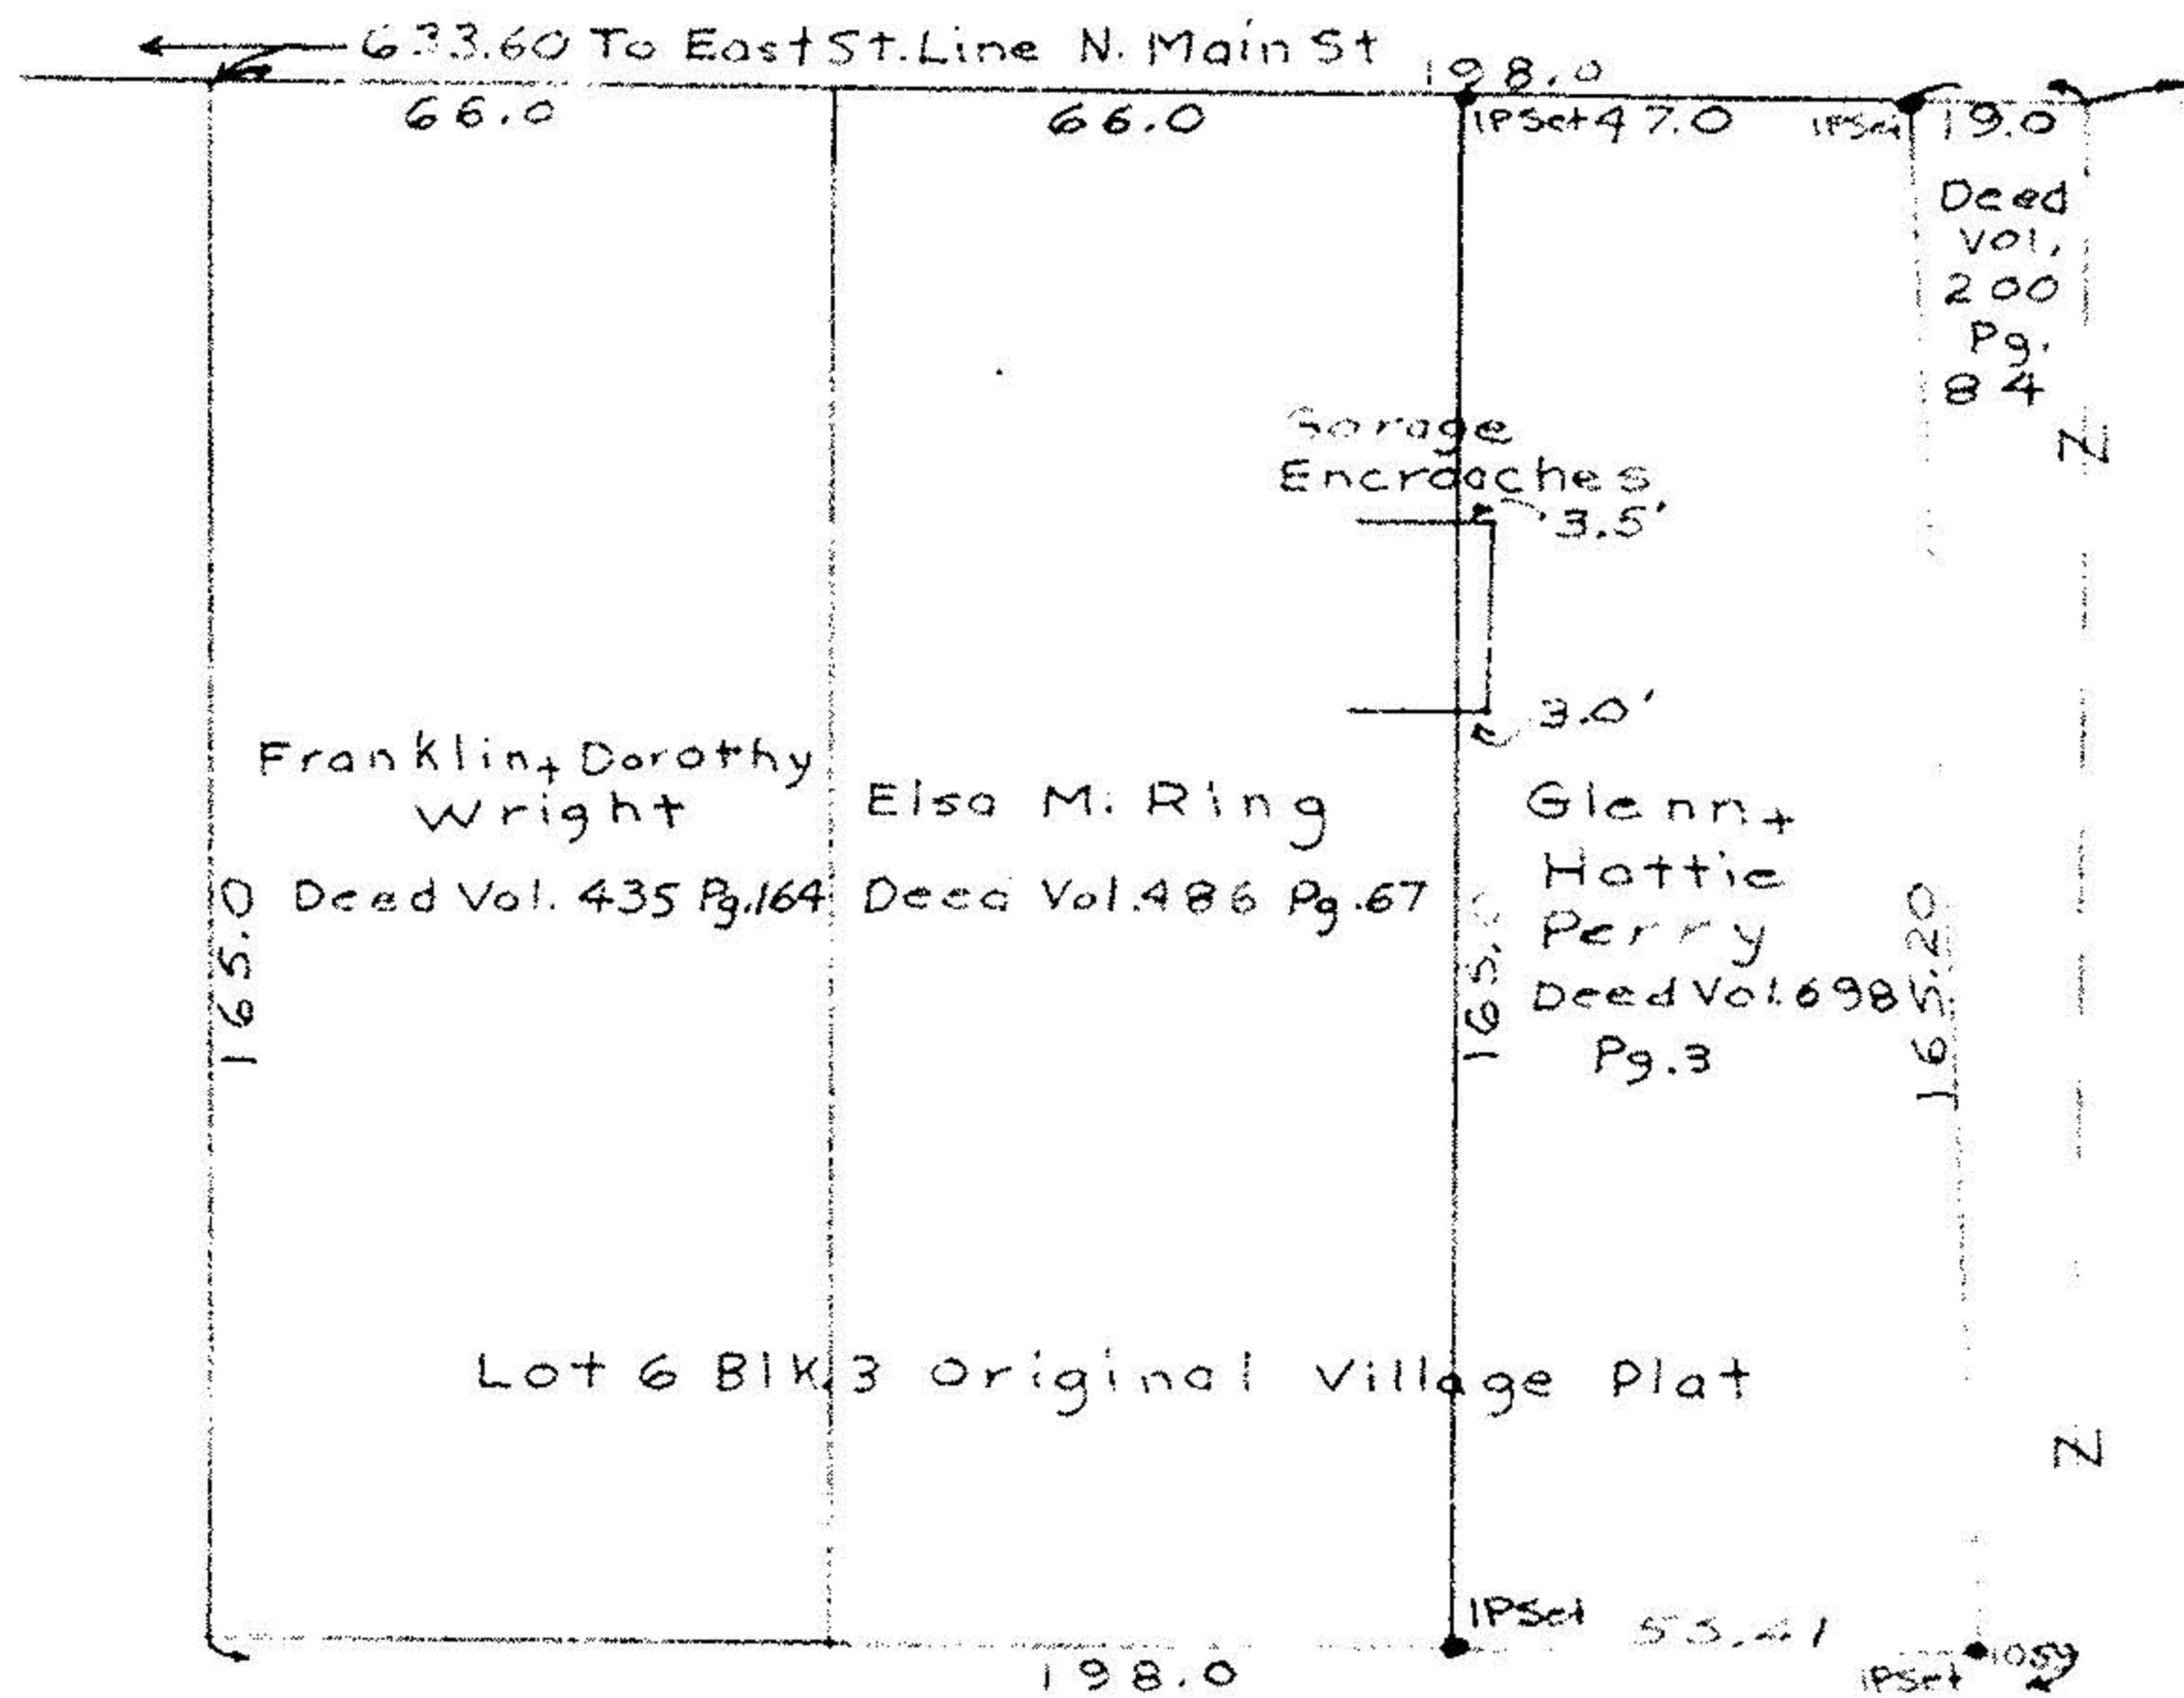 633.60 To East St. Line N. Main St
198.0
66.0
66.0
IPSet 47.0
IPSet
19.0
Deed
Vol.
200
Pg.
84
Z
Garage
Encroaches
3.5'
3.0'
Franklin + Dorothy
Wright
Deed Vol. 435 Pg. 164
165.0
Elsa M. Ring
Deed Vol. 486 Pg. 67
165.0
Glenn +
Hattie
Perry
Deed Vol. 698
Pg. 3
165.20
Lot 6 Blk. 3 Original Village Plat
Z
IPSet
198.0
IPSet